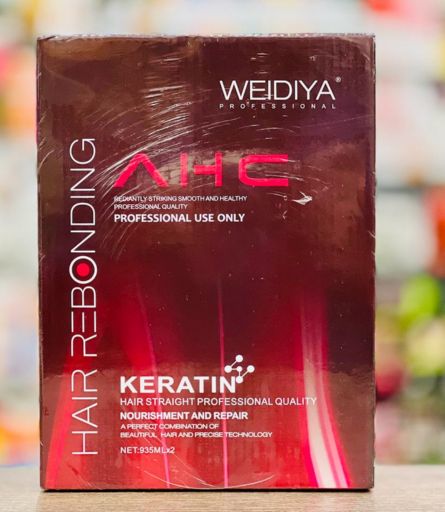 WEIDIYA®
PROFESSIONAL
AHC
REDIANTLY STRIKING SMOOTH AND HEALTHY
PROFESSIONAL QUALITY
PROFESSIONAL USE ONLY
HAIR REBONDING
KERATIN
HAIR STRAIGHT PROFESSIONAL QUALITY
NOURISHMENT AND REPAIR
A PERFECT COMBINATION OF
BEAUTIFUL HAIR AND PRECISE TECHNOLOGY
NET:935MLx2